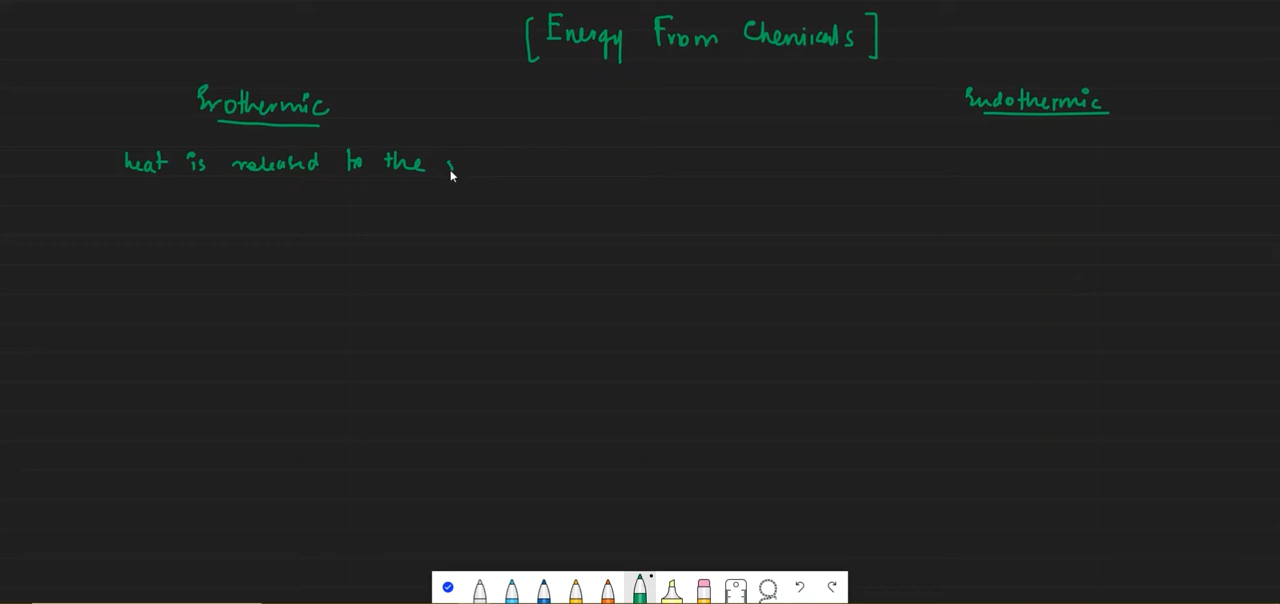 [Energy From Chemicals]
Exothermic
Endothermic
heat is released to the